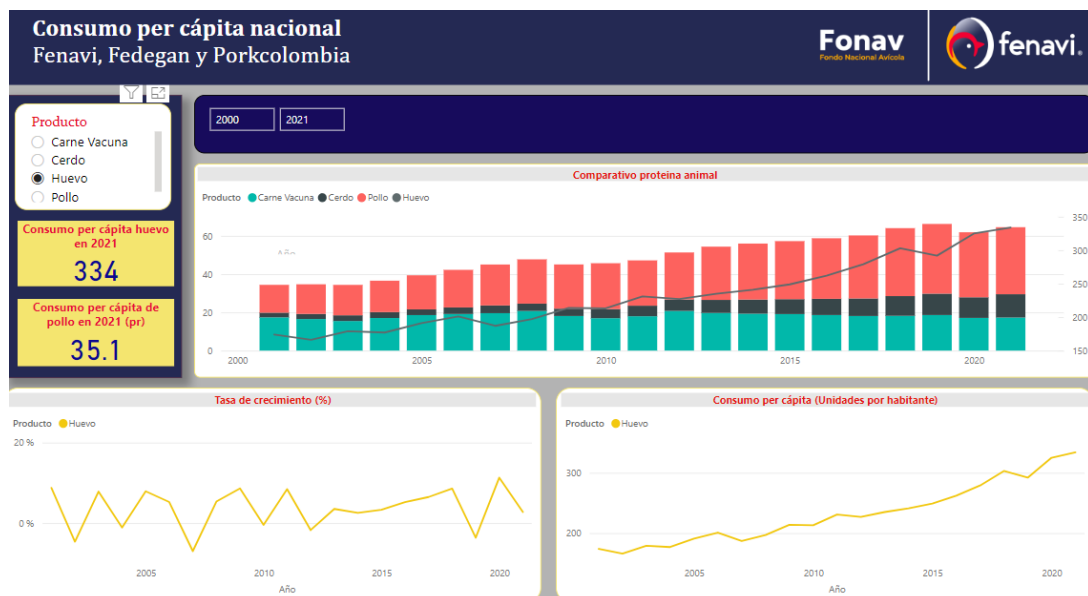 Consumo per cápita nacional
Fenavi, Fedegan y Porkcolombia
Fonav
Fondo Nacional Avícola
fenavi.
Producto
Carne Vacuna
Cerdo
Huevo
Pollo
Consumo per cápita huevo
en 2021
334
Consumo per cápita de
pollo en 2021 (pr)
35.1
2000 2021
Comparativo proteina animal
Producto Carne Vacuna Cerdo Pollo Huevo
60
40
20
0
350
300
250
200
150
2000 2005 2010 2015 2020
Tasa de crecimiento (%)
Producto Huevo
20 %
0 %
2005 2010 2015 2020
Año
Consumo per cápita (Unidades por habitante)
Producto Huevo
300
200
2005 2010 2015 2020
Año